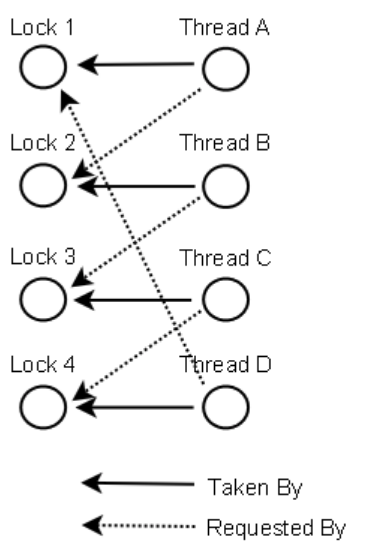 Lock 1 Thread A
Lock 2 Thread B
Lock 3 Thread C
Lock 4 Thread D
Taken By
Requested By